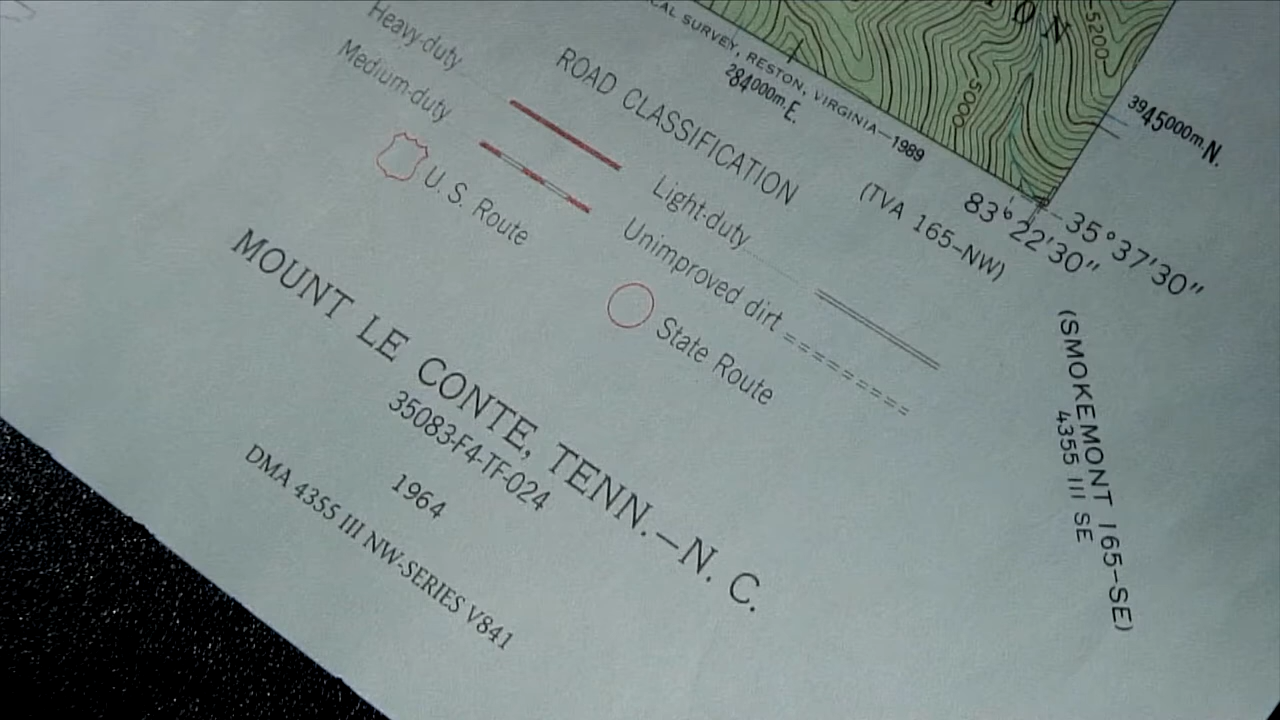 ION
5200
5000
CAL SURVEY, RESTON, VIRGINIA—1989
284000m.E.
3945000m.N.
(TVA 165-NW)
83°22'30"
35°37'30"
ROAD CLASSIFICATION
Heavy-duty
Medium-duty
Light-duty
Unimproved dirt
U. S. Route
State Route
MOUNT LE CONTE, TENN.—N. C.
35083-F4-TF-024
1964
DMA 4355 III NW-SERIES V841
(SMOKEMONT 165-SE)
4355 III SE